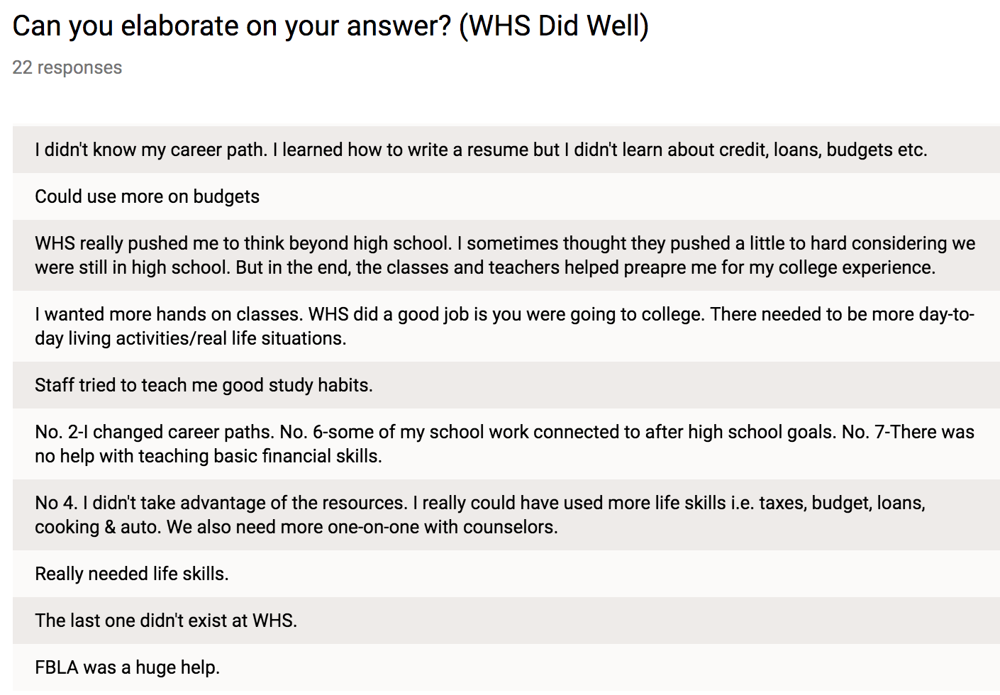 Can you elaborate on your answer? (WHS Did Well)
22 responses
I didn't know my career path. I learned how to write a resume but I didn't learn about credit, loans, budgets etc.
Could use more on budgets
WHS really pushed me to think beyond high school. I sometimes thought they pushed a little to hard considering we
were still in high school. But in the end, the classes and teachers helped preapre me for my college experience.
I wanted more hands on classes. WHS did a good job is you were going to college. There needed to be more day-to-
day living activities/real life situations.
Staff tried to teach me good study habits.
No. 2-I changed career paths. No. 6-some of my school work connected to after high school goals. No. 7-There was
no help with teaching basic financial skills.
No 4. I didn't take advantage of the resources. I really could have used more life skills i.e. taxes, budget, loans,
cooking & auto. We also need more one-on-one with counselors.
Really needed life skills.
The last one didn't exist at WHS.
FBLA was a huge help.